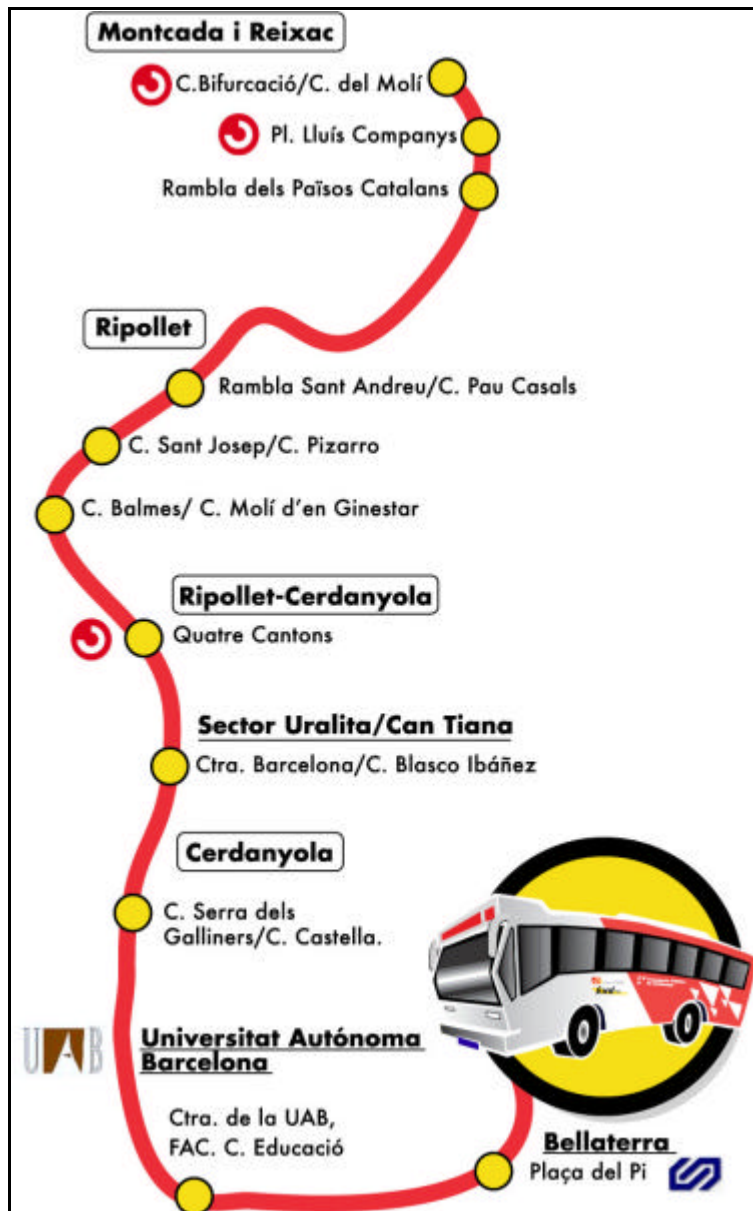 Montcada i Reixac
C.Bifurcació/C. del Molí
Pl. Lluís Companys
Rambla dels Països Catalans
Ripollet
Rambla Sant Andreu/C. Pau Casals
C. Sant Josep/C. Pizarro
C. Balmes/ C. Molí d'en Ginestar
Ripollet-Cerdanyola
Quatre Cantons
Sector Uralita/Can Tiana
Ctra. Barcelona/C. Blasco Ibáñez
Cerdanyola
C. Serra dels
Galliners/C. Castella.
UAB
Universitat Autónoma
Barcelona
Ctra. de la UAB,
FAC. C. Educació
Bellaterra
Plaça del Pi